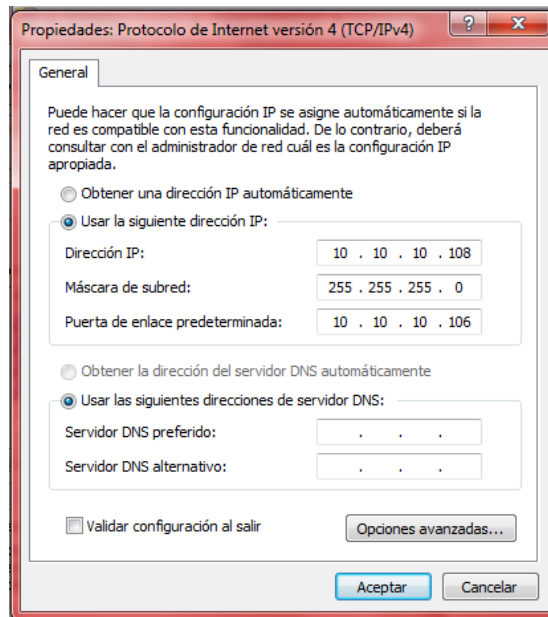 Propiedades: Protocolo de Internet versión 4 (TCP/IPv4)
General
Puede hacer que la configuración IP se asigne automáticamente si la
red es compatible con esta funcionalidad. De lo contrario, deberá
consultar con el administrador de red cuál es la configuración IP
apropiada.
Obtener una dirección IP automáticamente
Usar la siguiente dirección IP:
Dirección IP: 10 . 10 . 10 . 108
Máscara de subred: 255 . 255 . 255 . 0
Puerta de enlace predeterminada: 10 . 10 . 10 . 106
Obtener la dirección del servidor DNS automáticamente
Usar las siguientes direcciones de servidor DNS:
Servidor DNS preferido: . . .
Servidor DNS alternativo: . . .
Validar configuración al salir
Opciones avanzadas...
Aceptar Cancelar